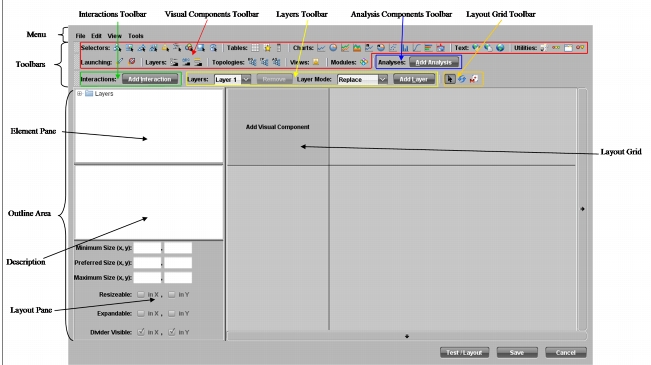 Interactions Toolbar Visual Components Toolbar Layers Toolbar Analysis Components Toolbar Layout Grid Toolbar
Menu
File Edit View Tools
Selectors: Tables: Charts: Text: Utilities:
Toolbars
Launching: Layers: Topologies: Views: Modules: Analyses: Add Analysis
Interactions: Add Interaction Layers: Layer 1 Remove Layer Mode: Replace Add Layer
Layers
Add Visual Component
Element Pane
Layout Grid
Outline Area
Description
Minimum Size (x, y): ,
Preferred Size (x, y): ,
Maximum Size (x, y): ,
Resizeable: in X , in Y
Layout Pane
Expandable: in X , in Y
Divider Visible: in X , in Y
Test / Layout Save Cancel